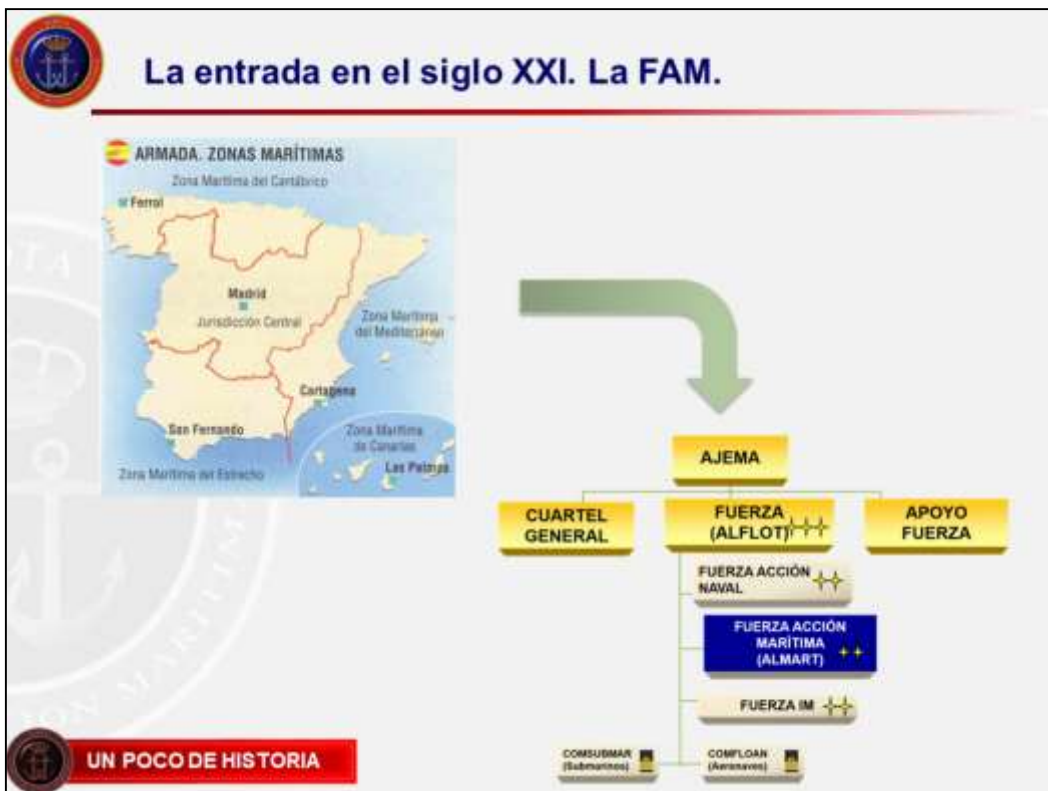 La entrada en el siglo XXI. La FAM.
ARMADA. ZONAS MARÍTIMAS
Zona Marítima del Cantábrico
Ferrol
Madrid
Jurisdicción Central
Zona Marítima
del Mediterráneo
Cartagena
San Fernando
Zona Marítima
de Canarias
Las Palmas
Zona Marítima del Estrecho
AJEMA
CUARTEL
GENERAL
FUERZA
(ALFLOT)
APOYO
FUERZA
FUERZA ACCIÓN
NAVAL
FUERZA ACCIÓN
MARÍTIMA
(ALMART)
FUERZA IM
COMSUBMAR
(Submarinos)
COMFLOAN
(Aeronaves)
UN POCO DE HISTORIA